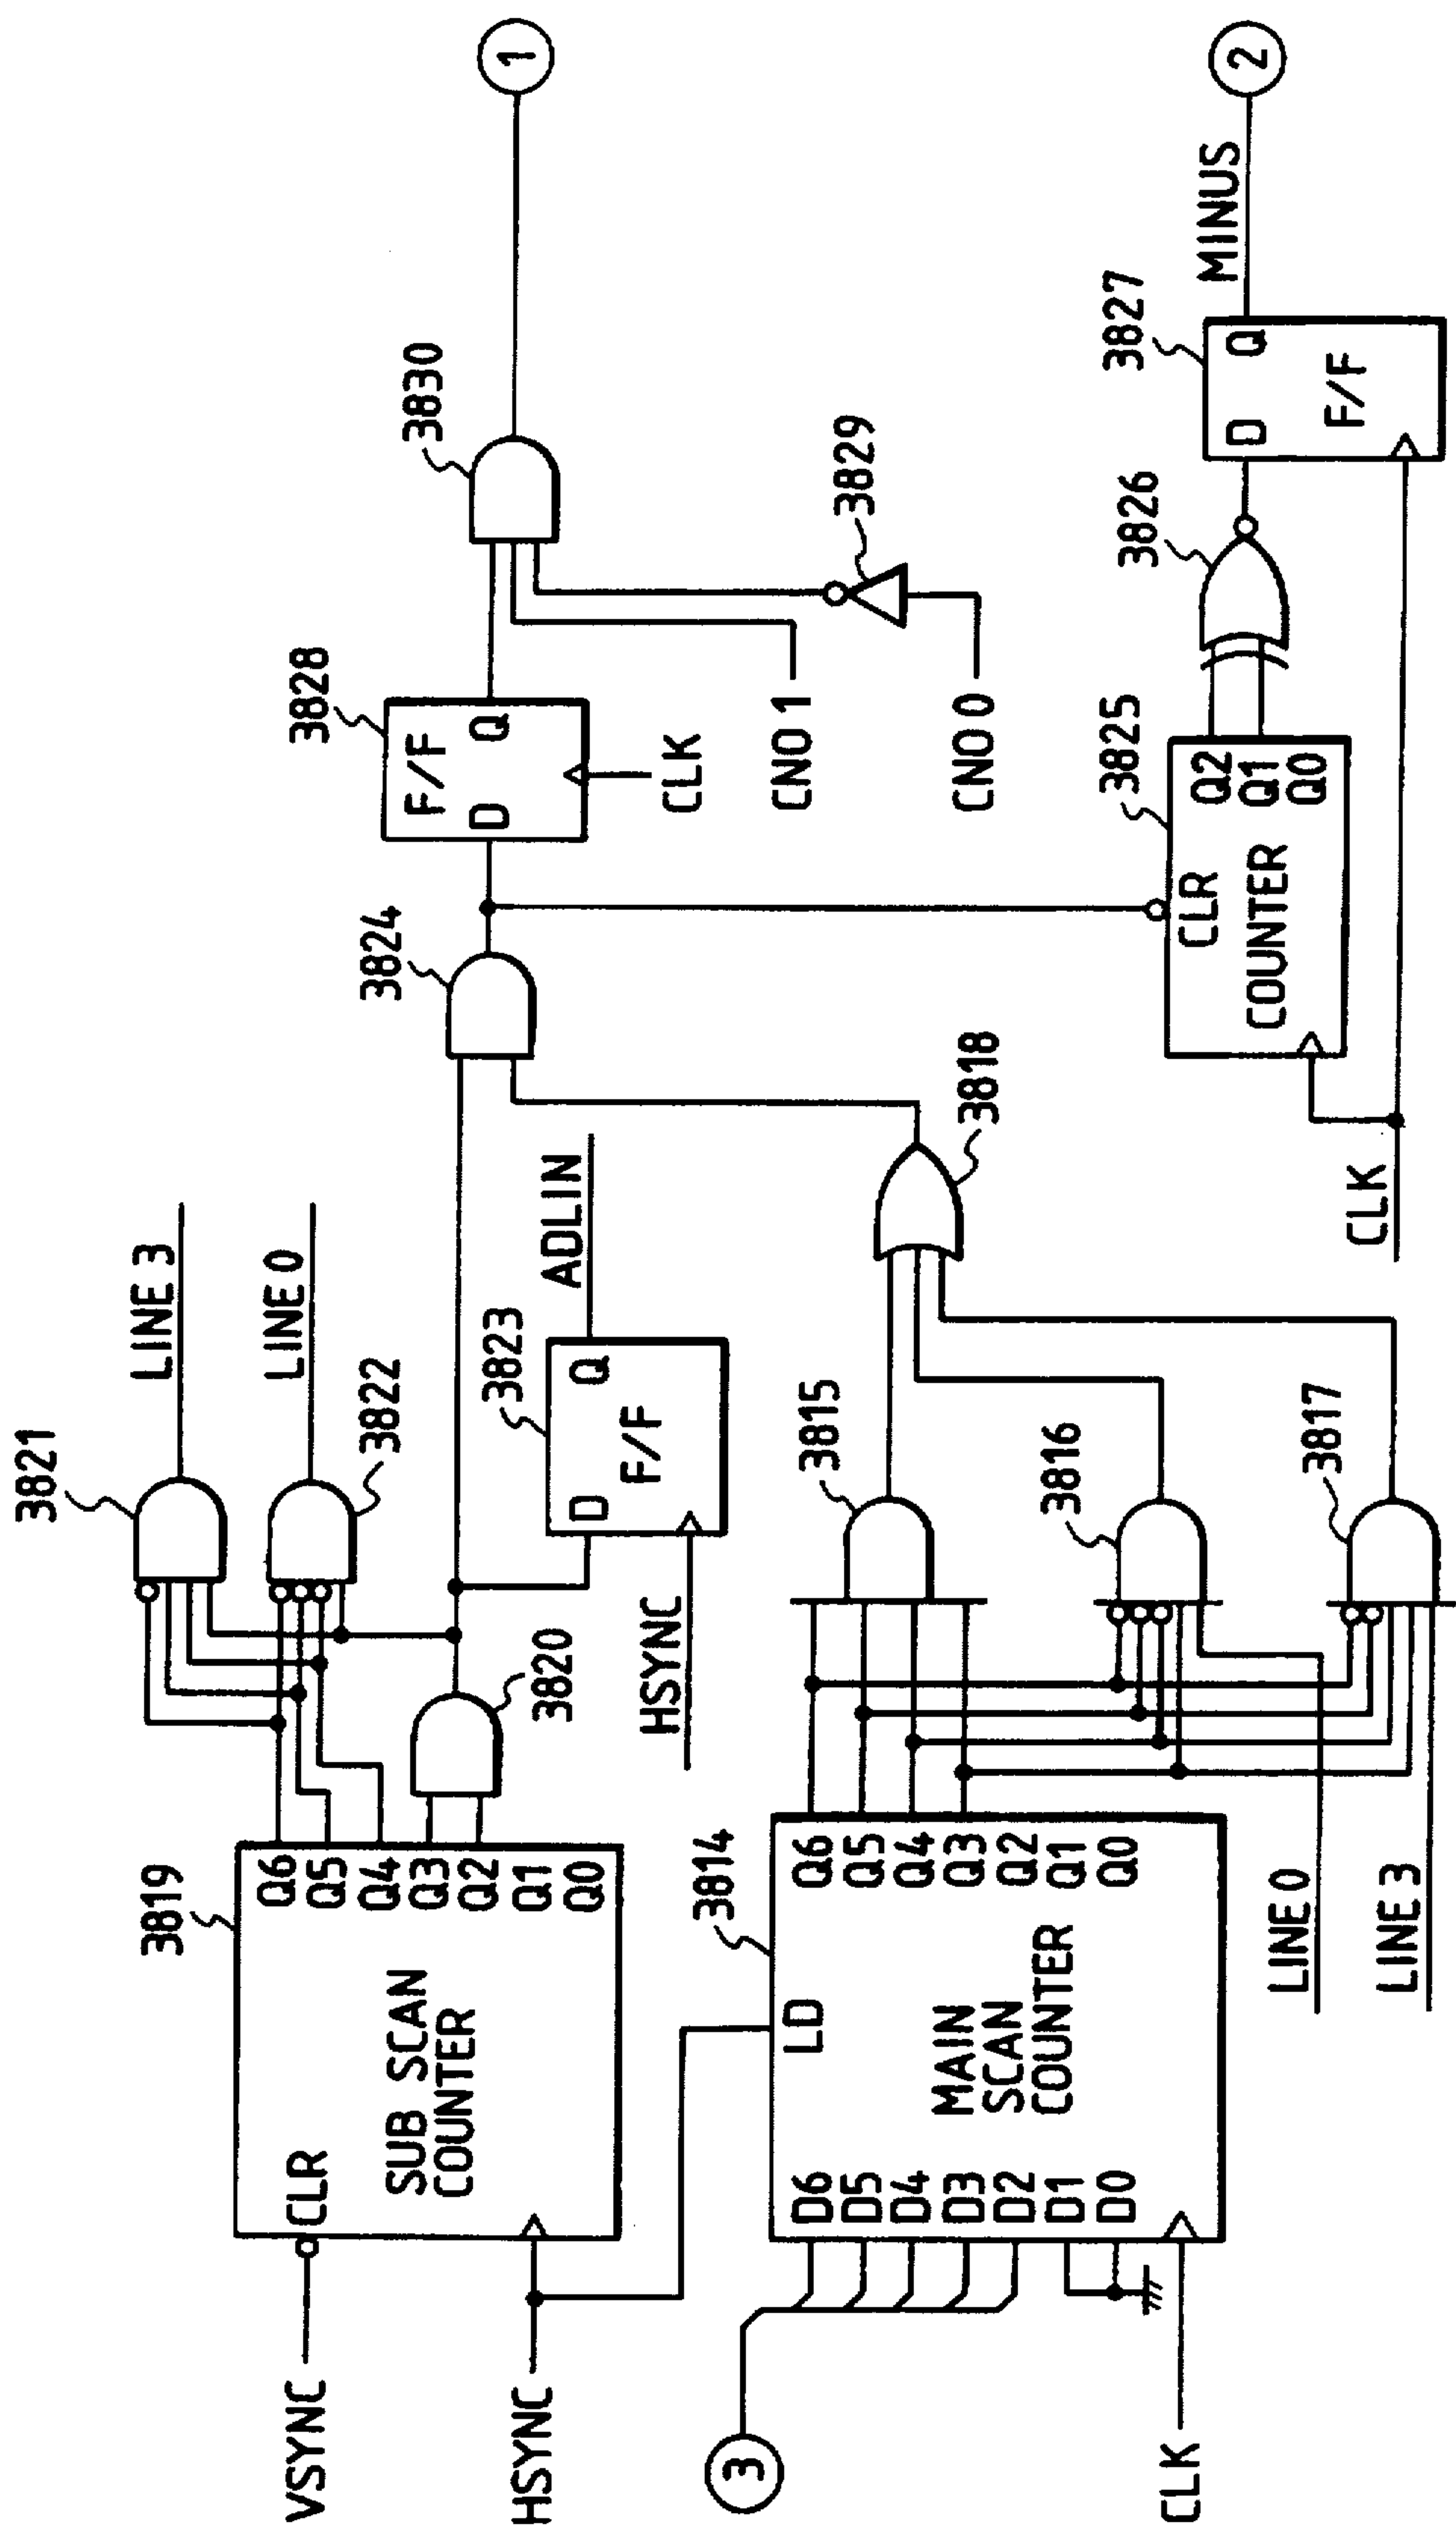 3821
LINE 3
LINE 0
3822
3819
Q6
Q5
Q4
Q3
Q2
Q1
Q0
CLR
SUB SCAN
COUNTER
VSYNC
HSYNC
3820
HSYNC
3823
D
Q
F/F
ADLIN
3824
3828
F/F
D
Q
CLK
CNO 1
CNO 0
3829
3830
1
3
3814
LD
D6
D5
D4
D3
D2
D1
D0
MAIN
SCAN
COUNTER
Q6
Q5
Q4
Q3
Q2
Q1
Q0
CLK
LINE 0
LINE 3
3815
3816
3817
3818
CLK
3825
CLR
COUNTER
Q2
Q1
Q0
3826
3827
D
Q
F/F
MINUS
2